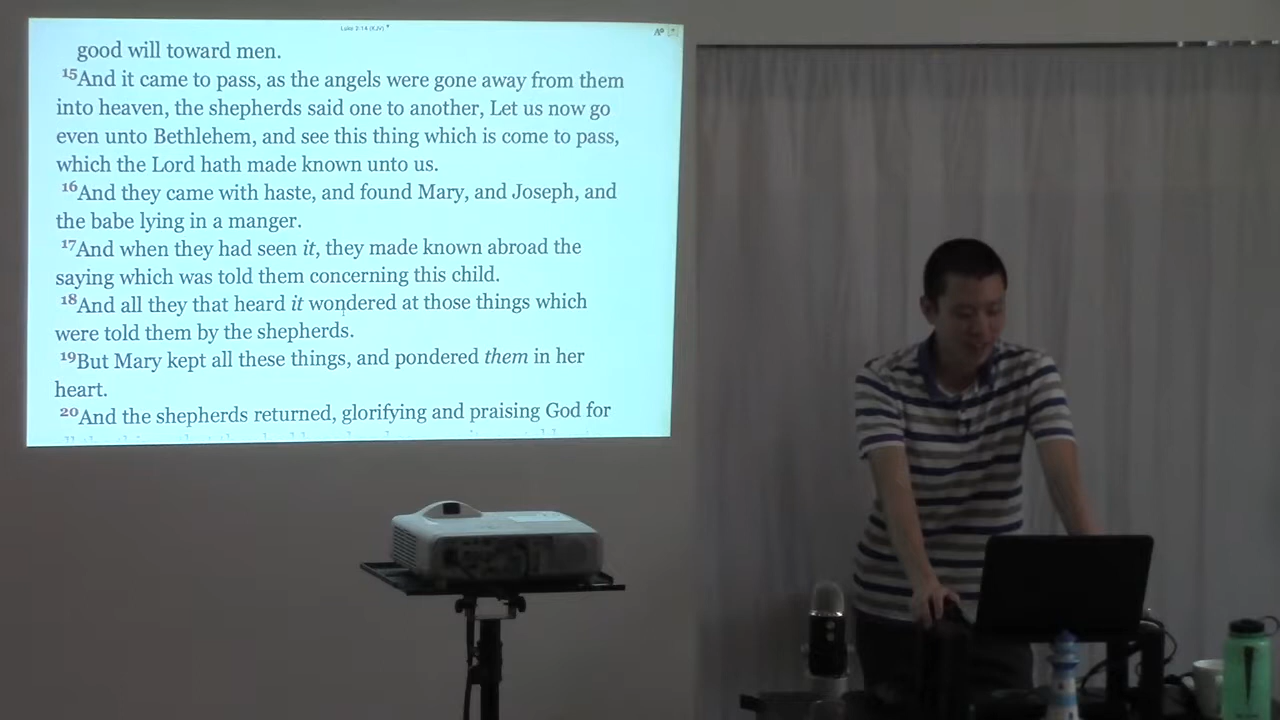 Luke 2:14 (KJV)
good will toward men.
15And it came to pass, as the angels were gone away from them
into heaven, the shepherds said one to another, Let us now go
even unto Bethlehem, and see this thing which is come to pass,
which the Lord hath made known unto us.
16And they came with haste, and found Mary, and Joseph, and
the babe lying in a manger.
17And when they had seen it, they made known abroad the
saying which was told them concerning this child.
18And all they that heard it wondered at those things which
were told them by the shepherds.
19But Mary kept all these things, and pondered them in her
heart.
20And the shepherds returned, glorifying and praising God for